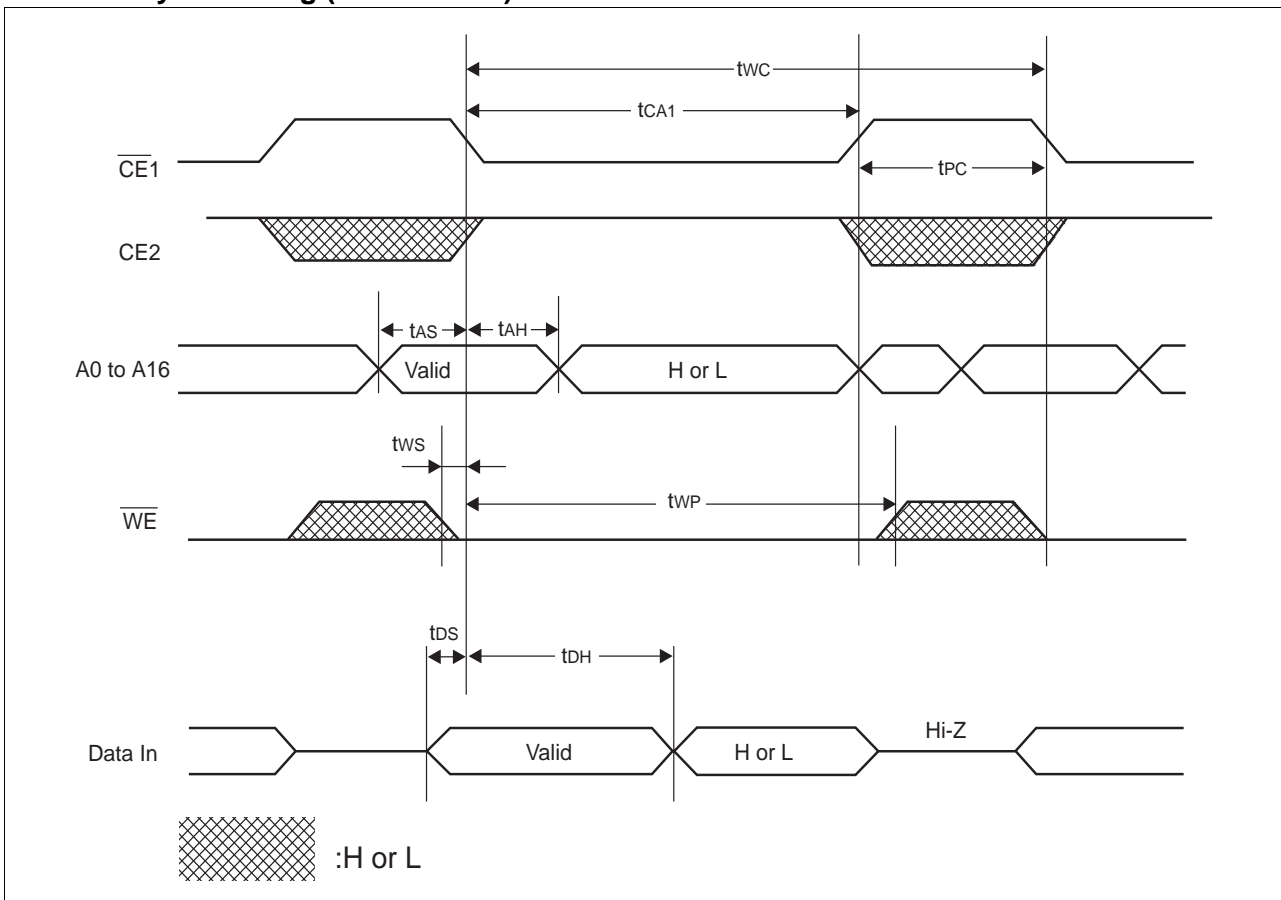 tWC
tCA1
CE1
tPC
CE2
tAS
tAH
A0 to A16
Valid
H or L
tWS
tWP
WE
tDS
tDH
Data In
Valid
H or L
Hi-Z
:H or L